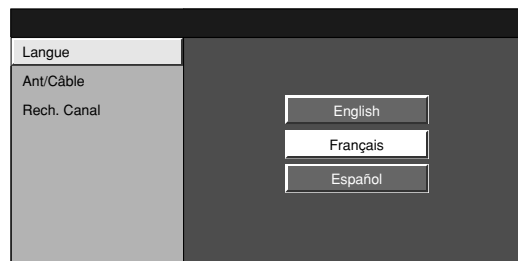 Langue
Ant/Câble
Rech. Canal
English
Français
Español